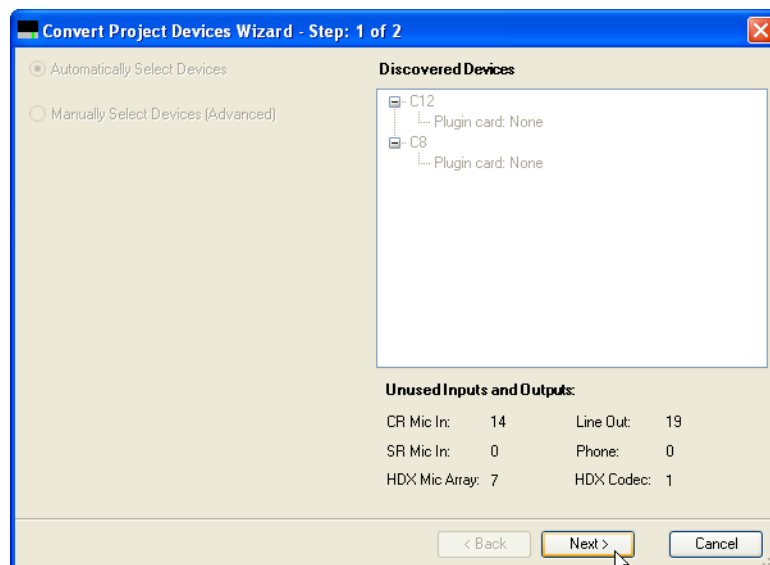 Convert Project Devices Wizard - Step: 1 of 2
Automatically Select Devices
Manually Select Devices (Advanced)
Discovered Devices
C12
Plugin card: None
C8
Plugin card: None
Unused Inputs and Outputs:
CR Mic In: 14 Line Out: 19
SR Mic In: 0 Phone: 0
HDX Mic Array: 7 HDX Codec: 1
< Back Next > Cancel